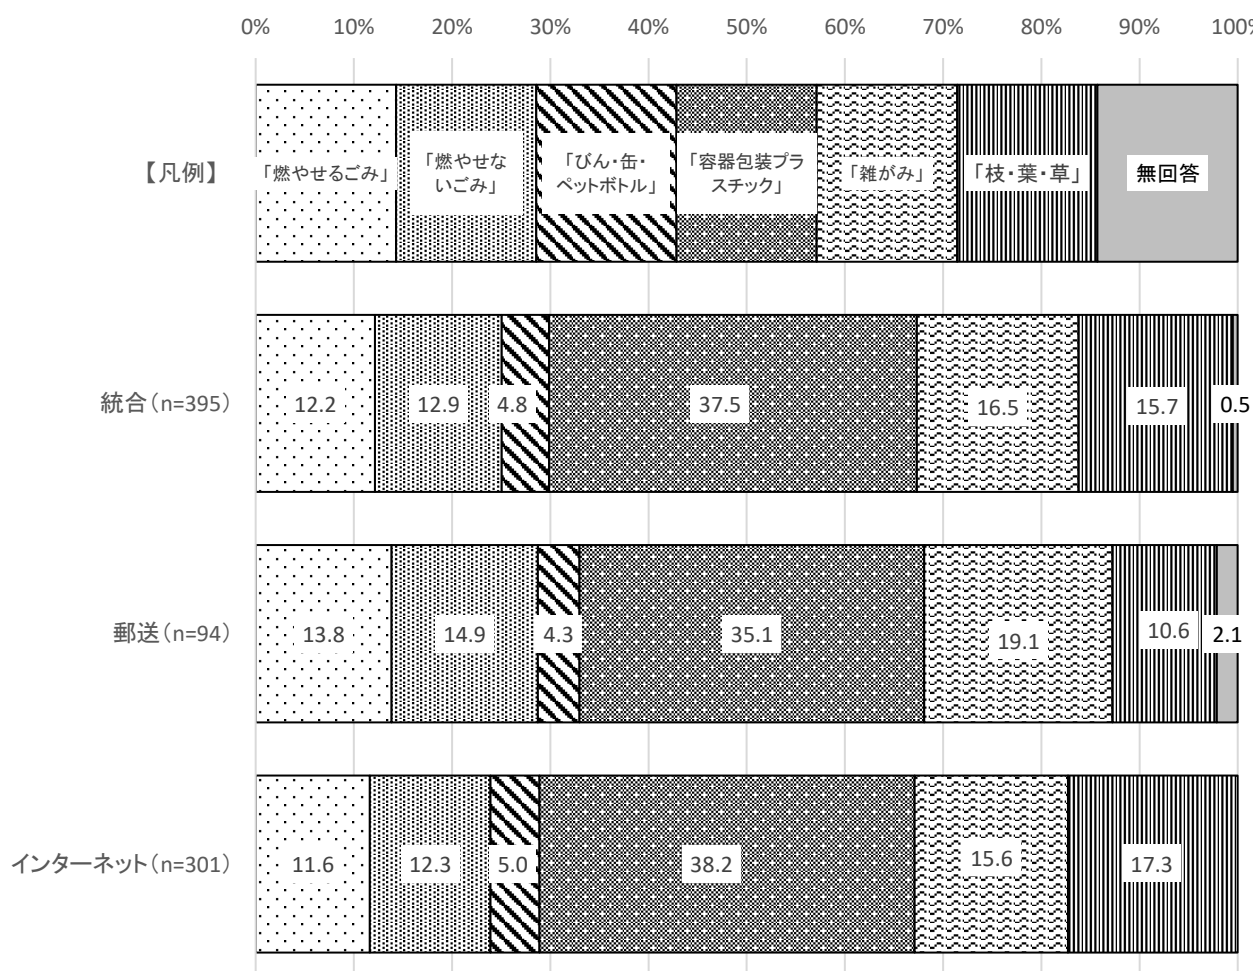 0% 10% 20% 30% 40% 50% 60% 70% 80% 90% 100%
【凡例】
「燃やせるごみ」
「燃やせな
いごみ」
「びん・缶・
ペットボトル」
「容器包装プラ
スチック」
「雑がみ」
「枝・葉・草」
無回答
統合(n=395)
12.2 12.9 4.8 37.5 16.5 15.7 0.5
郵送(n=94)
13.8 14.9 4.3 35.1 19.1 10.6 2.1
インターネット(n=301)
11.6 12.3 5.0 38.2 15.6 17.3